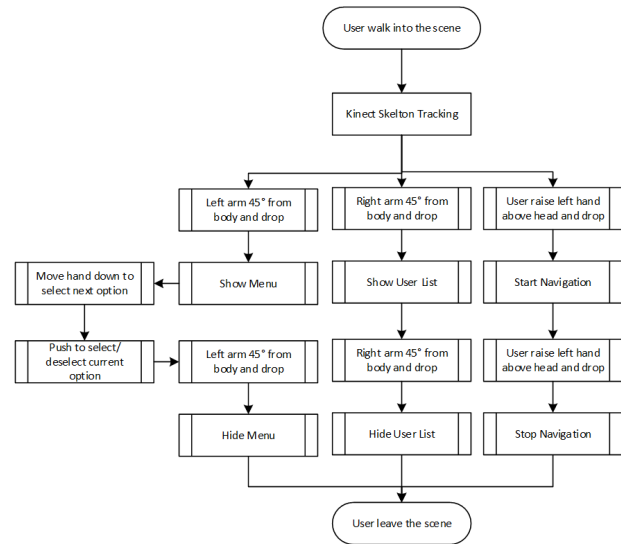 User walk into the scene
Kinect Skelton Tracking
Left arm 45° from
body and drop
Right arm 45° from
body and drop
User raise left hand
above head and drop
Move hand down to
select next option
Show Menu
Show User List
Start Navigation
Push to select/
deselect current
option
Left arm 45° from
body and drop
Right arm 45° from
body and drop
User raise left hand
above head and drop
Hide Menu
Hide User List
Stop Navigation
User leave the scene